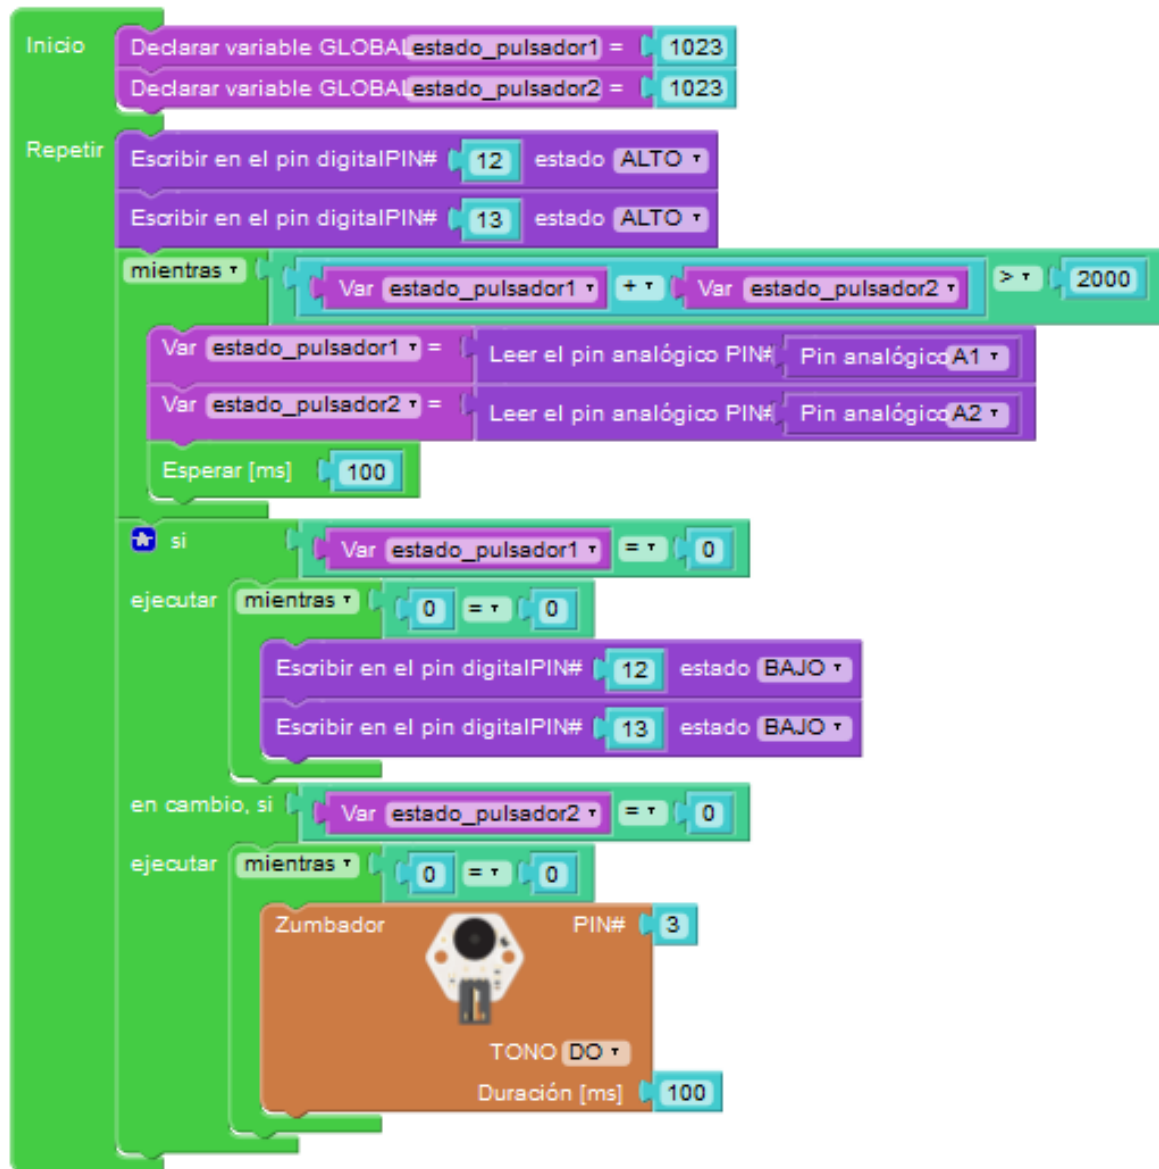 Inicio Declarar variable GLOBAL estado_pulsador1 = 1023
Declarar variable GLOBAL estado_pulsador2 = 1023
Repetir Escribir en el pin digitalPIN# 12 estado ALTO
Escribir en el pin digitalPIN# 13 estado ALTO
mientras Var estado_pulsador1 + Var estado_pulsador2 > 2000
Var estado_pulsador1 = Leer el pin analógico PIN# Pin analógico A1
Var estado_pulsador2 = Leer el pin analógico PIN# Pin analógico A2
Esperar [ms] 100
si Var estado_pulsador1 = 0
ejecutar mientras 0 = 0
Escribir en el pin digitalPIN# 12 estado BAJO
Escribir en el pin digitalPIN# 13 estado BAJO
en cambio, si Var estado_pulsador2 = 0
ejecutar mientras 0 = 0
Zumbador PIN# 3
TONO DO
Duración [ms] 100